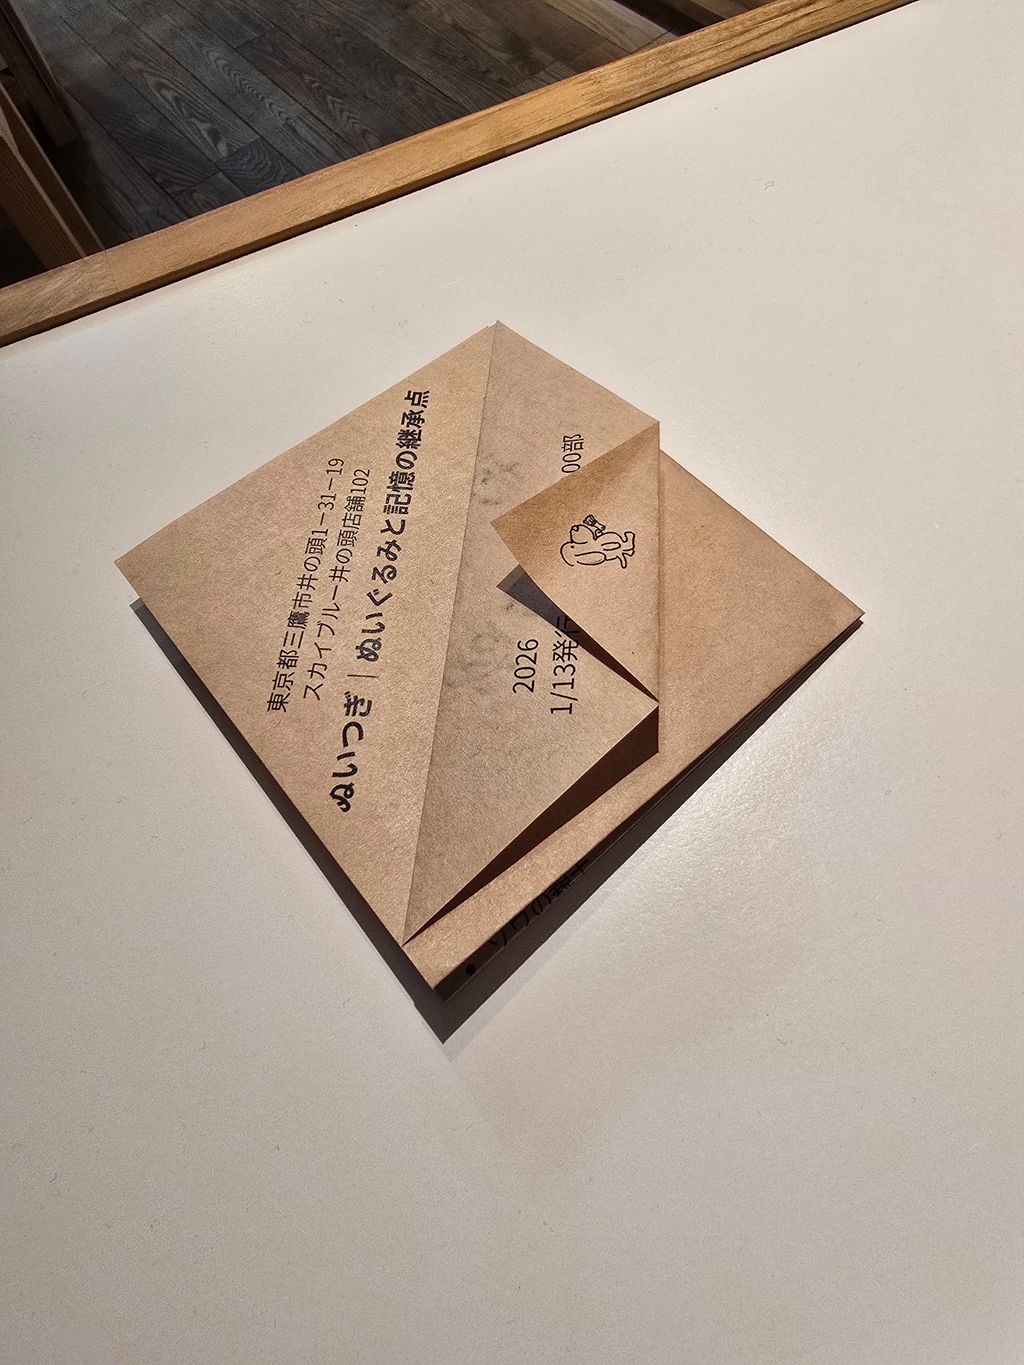 東京都三鷹市井の頭1−31−19
スカイブルー井の頭店舗102
ぬいつぎ｜ぬいぐるみと記憶の継承点
2026
1/13発行
00部